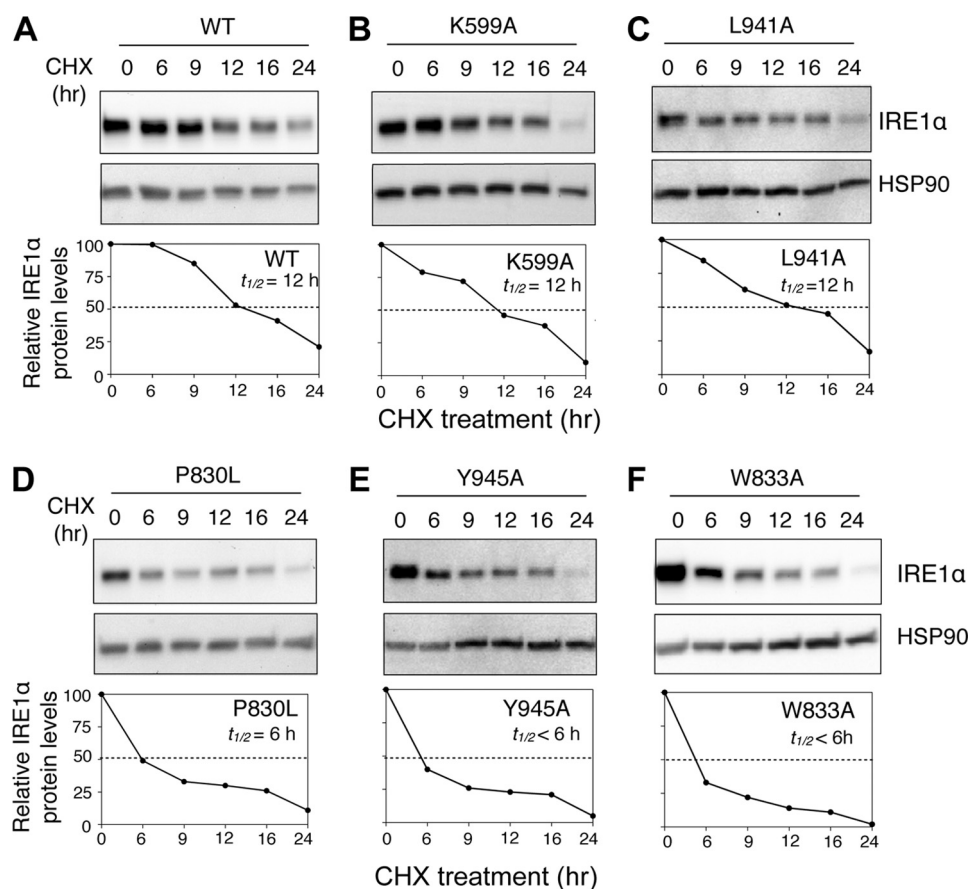 A WT
CHX (hr) 0 6 9 12 16 24
100
75
50
25
0
Relative IRE1α protein levels
WT
t1/2 = 12 h
0 6 9 12 16 24
B K599A
0 6 9 12 16 24
K599A
t1/2 = 12 h
0 6 9 12 16 24
CHX treatment (hr)
C L941A
0 6 9 12 16 24
IRE1α
HSP90
L941A
t1/2 =12 h
0 6 9 12 16 24
D P830L
CHX (hr) 0 6 9 12 16 24
100
75
50
25
0
Relative IRE1α protein levels
P830L
t1/2 = 6 h
0 6 9 12 16 24
E Y945A
0 6 9 12 16 24
Y945A
t1/2 < 6 h
0 6 9 12 16 24
CHX treatment (hr)
F W833A
0 6 9 12 16 24
IRE1α
HSP90
W833A
t1/2 < 6h
0 6 9 12 16 24